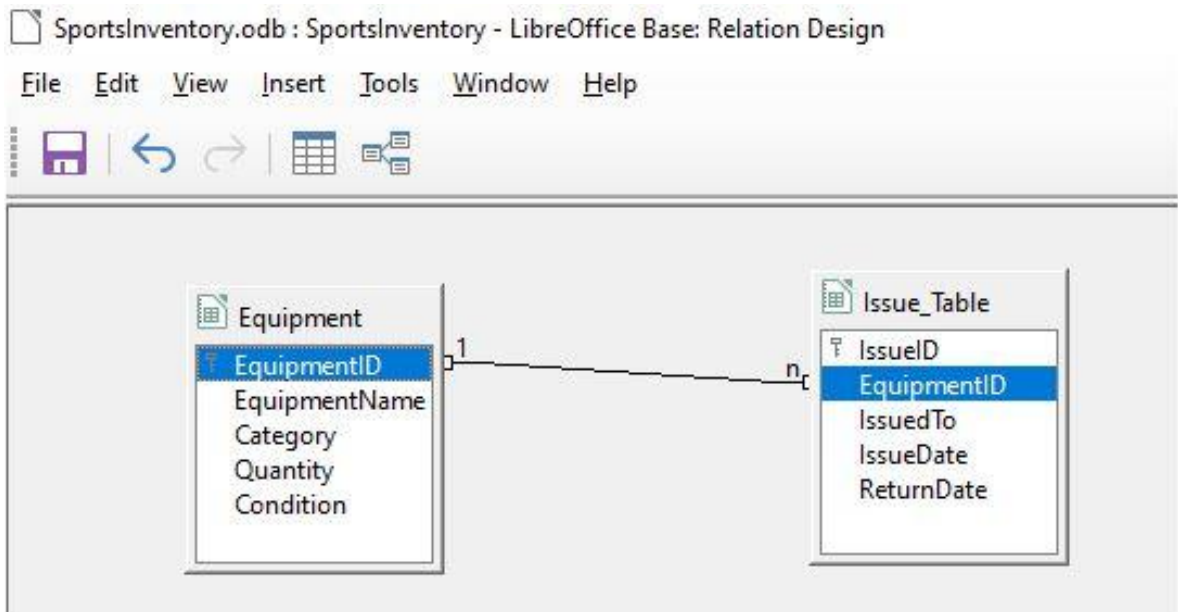 SportsInventory.odb : SportsInventory - LibreOffice Base: Relation Design
File Edit View Insert Tools Window Help
Equipment
EquipmentID
EquipmentName
Category
Quantity
Condition
1
n
Issue_Table
IssueID
EquipmentID
IssuedTo
IssueDate
ReturnDate